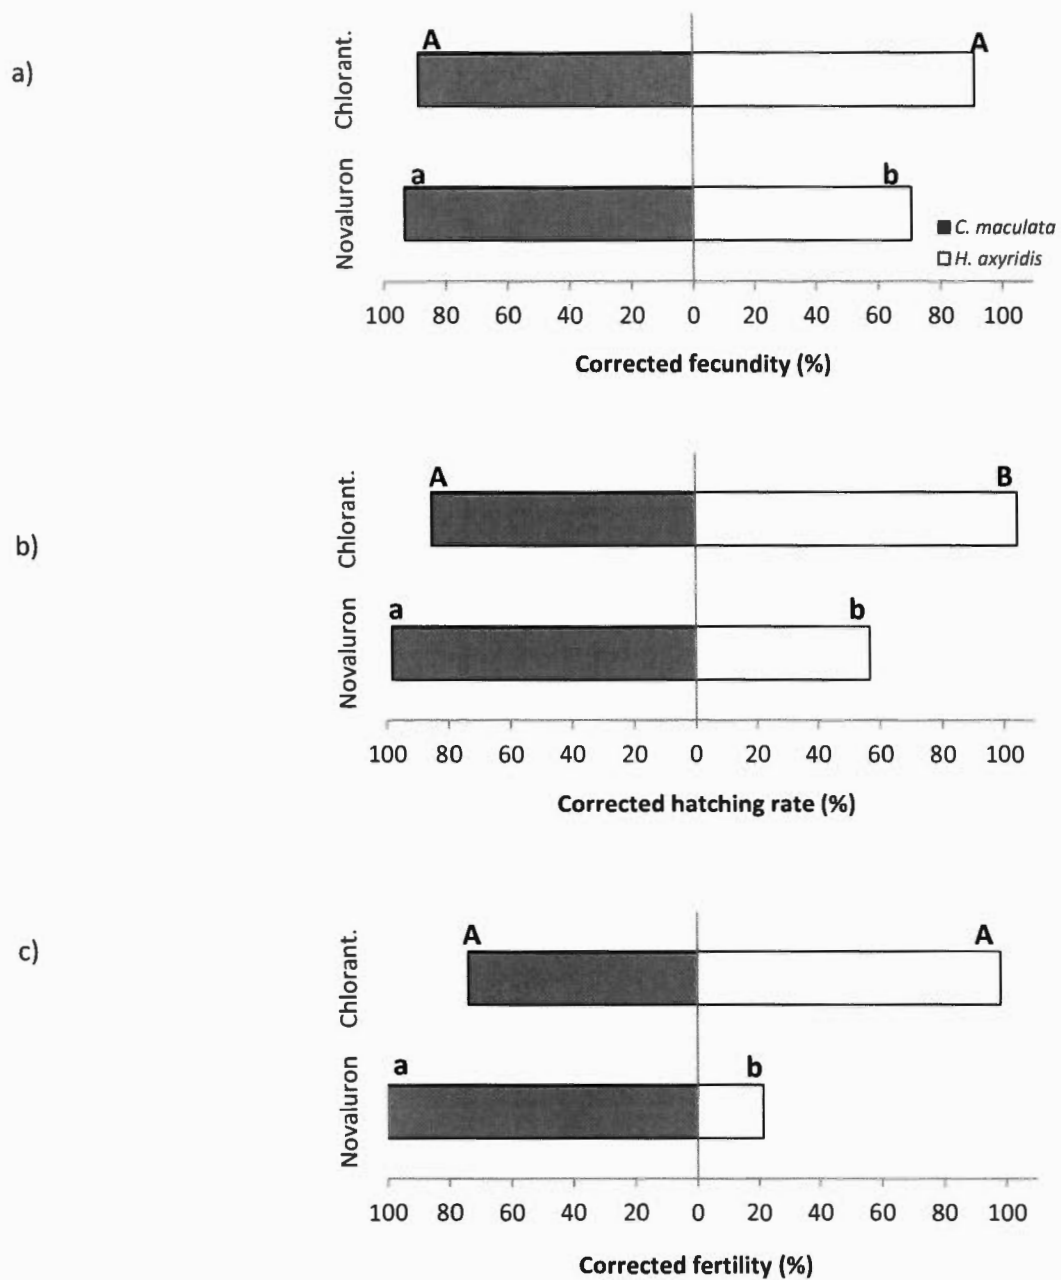 a)
Chlorant.
A
A
Novaluron
a
b
C. maculata
H. axyridis
100 80 60 40 20 0 20 40 60 80 100
Corrected fecundity (%)
b)
Chlorant.
A
B
Novaluron
a
b
100 80 60 40 20 0 20 40 60 80 100
Corrected hatching rate (%)
c)
Chlorant.
A
A
Novaluron
a
b
100 80 60 40 20 0 20 40 60 80 100
Corrected fertility (%)